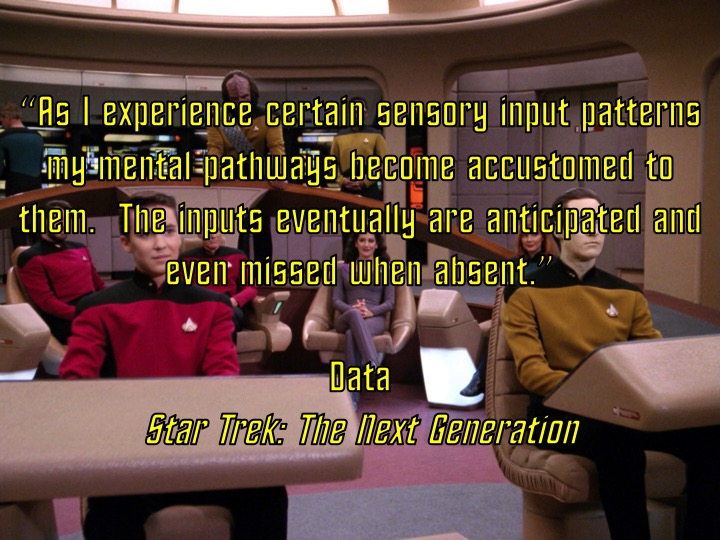 “As I experience certain sensory input patterns
my mental pathways become accustomed to
them. The inputs eventually are anticipated and
even missed when absent.”
Data
Star Trek: The Next Generation